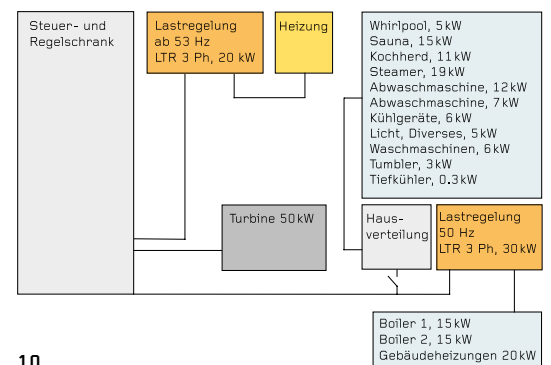 Steuer- und
Regelschrank
Lastregelung
ab 53 Hz
LTR 3 Ph, 20 kW
Heizung
Whirlpool, 5 kW
Sauna, 15 kW
Kochherd, 11 kW
Steamer, 19 kW
Abwaschmaschine, 12 kW
Abwaschmaschine, 7 kW
Kühlgeräte, 6 kW
Licht, Diverses, 5 kW
Waschmaschinen, 6 kW
Tumbler, 3 kW
Tiefkühler, 0.3 kW
Turbine 50 kW
Haus-
verteilung
Lastregelung
50 Hz
LTR 3 Ph, 30 kW
Boiler 1, 15 kW
Boiler 2, 15 kW
Gebäudeheizungen 20 kW
10